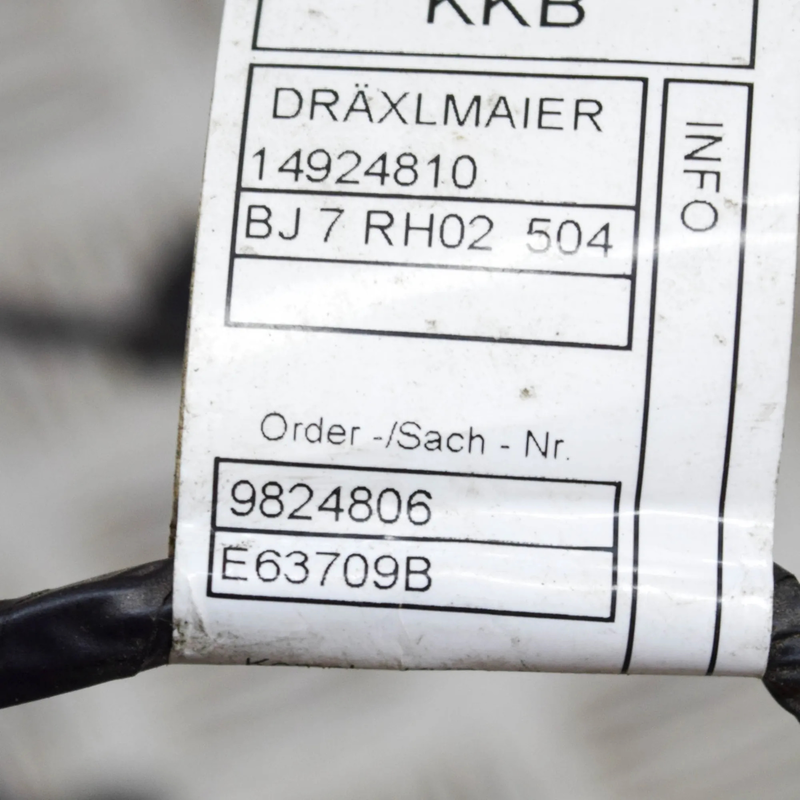 KKB
DRÄXLMAIER
14924810
BJ 7 RH02 504
INFO
Order -/Sach - Nr.
9824806
E63709B